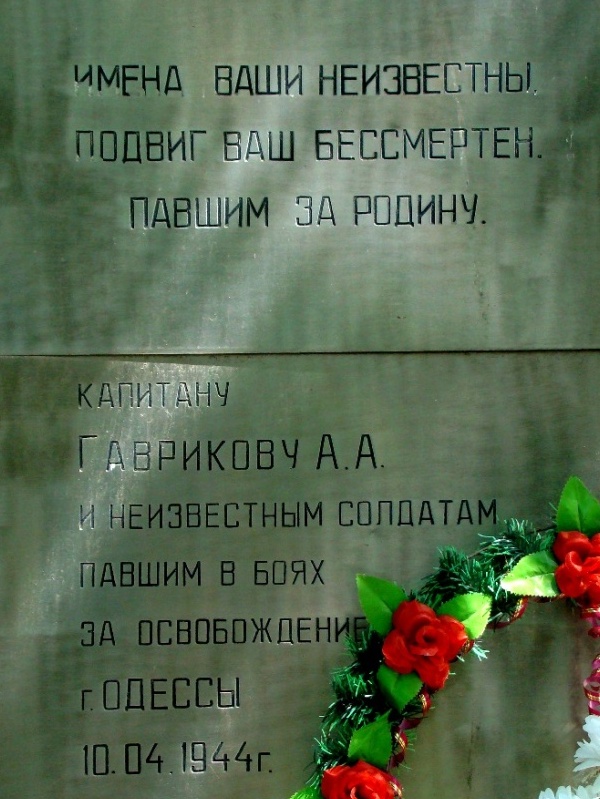 ИМЕНА ВАШИ НЕИЗВЕСТНЫ.
ПОДВИГ ВАШ БЕССМЕРТЕН.
ПАВШИМ ЗА РОДИНУ.
КАПИТАНУ
ГАВРИКОВУ А.А.
И НЕИЗВЕСТНЫМ СОЛДАТАМ
ПАВШИМ В БОЯХ
ЗА ОСВОБОЖДЕНИЕ
г. ОДЕССЫ
10.04.1944г.